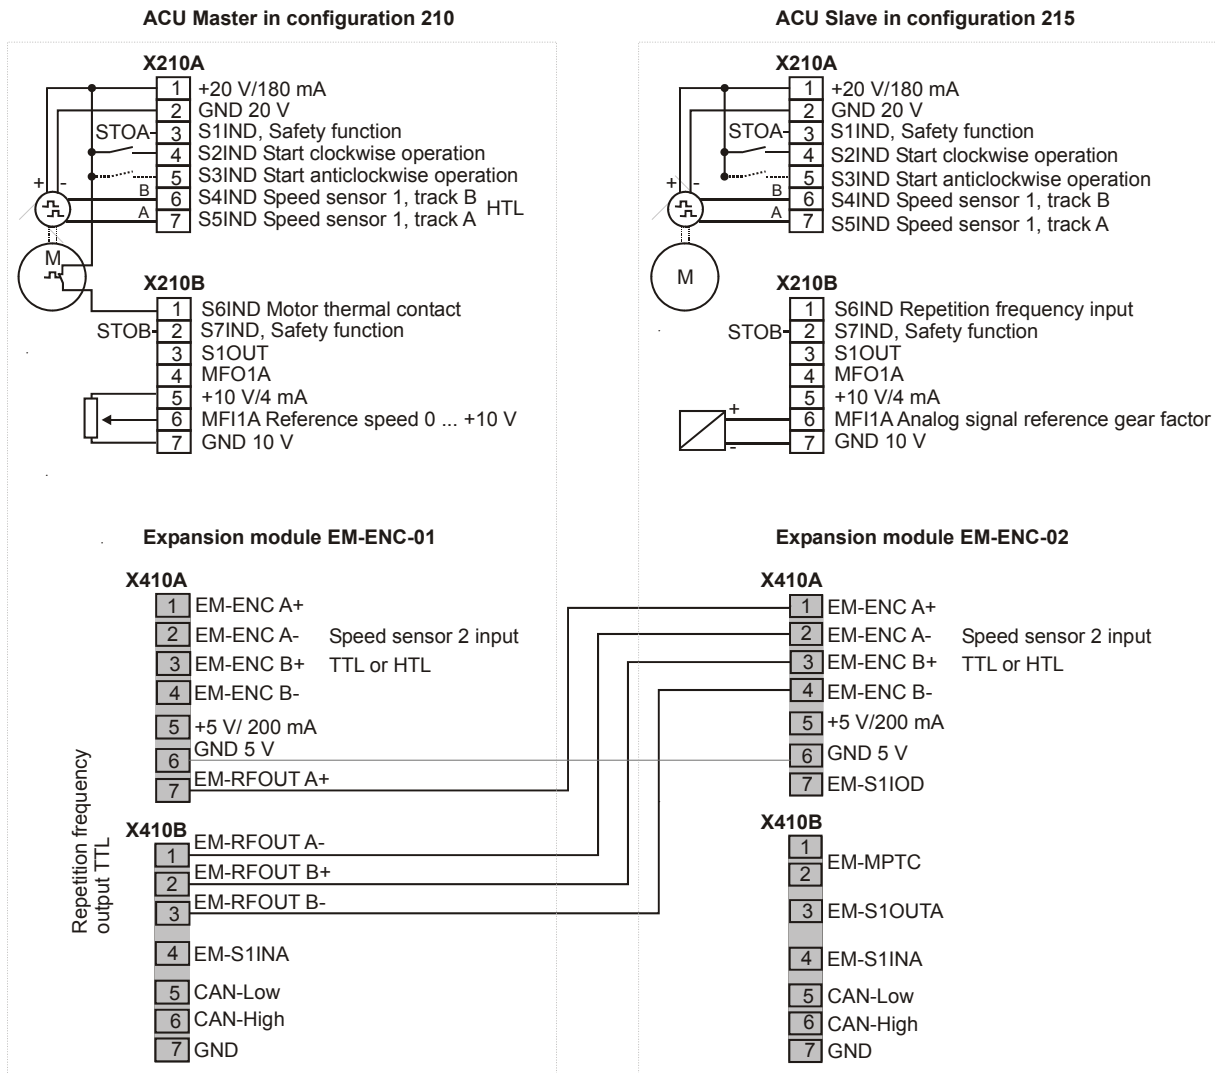 ACU Master in configuration 210
X210A
1 +20 V/180 mA
2 GND 20 V
STOA 3 S1IND, Safety function
4 S2IND Start clockwise operation
5 S3IND Start anticlockwise operation
+ - B 6 S4IND Speed sensor 1, track B HTL
A 7 S5IND Speed sensor 1, track A
M
X210B
1 S6IND Motor thermal contact
STOB 2 S7IND, Safety function
3 S1OUT
4 MFO1A
5 +10 V/4 mA
6 MFI1A Reference speed 0 ... +10 V
7 GND 10 V
Expansion module EM-ENC-01
X410A
1 EM-ENC A+
2 EM-ENC A- Speed sensor 2 input
3 EM-ENC B+ TTL or HTL
4 EM-ENC B-
5 +5 V/ 200 mA
6 GND 5 V
7 EM-RFOUT A+
Repetition frequency
output TTL
X410B
1 EM-RFOUT A-
2 EM-RFOUT B+
3 EM-RFOUT B-
4 EM-S1INA
5 CAN-Low
6 CAN-High
7 GND
ACU Slave in configuration 215
X210A
1 +20 V/180 mA
2 GND 20 V
STOA 3 S1IND, Safety function
4 S2IND Start clockwise operation
5 S3IND Start anticlockwise operation
+ - B 6 S4IND Speed sensor 1, track B
A 7 S5IND Speed sensor 1, track A
M
X210B
1 S6IND Repetition frequency input
STOB 2 S7IND, Safety function
3 S1OUT
4 MFO1A
5 +10 V/4 mA
+ 6 MFI1A Analog signal reference gear factor
- 7 GND 10 V
Expansion module EM-ENC-02
X410A
1 EM-ENC A+
2 EM-ENC A- Speed sensor 2 input
3 EM-ENC B+ TTL or HTL
4 EM-ENC B-
5 +5 V/200 mA
6 GND 5 V
7 EM-S1IOD
X410B
1
EM-MPTC
2
3 EM-S1OUTA
4 EM-S1INA
5 CAN-Low
6 CAN-High
7 GND